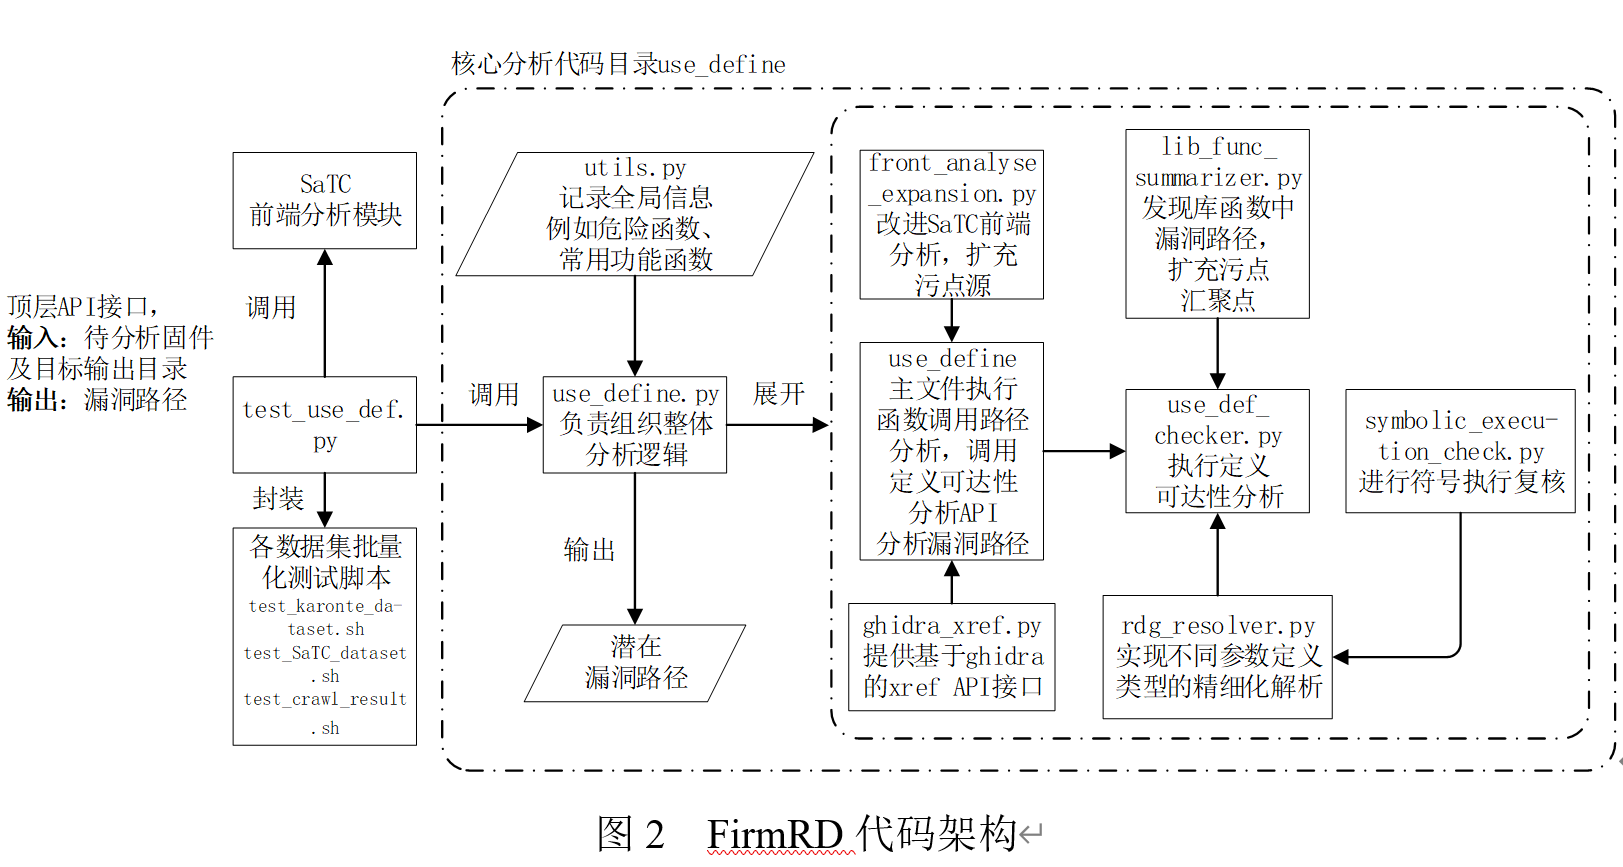 核心分析代码目录use_define
SaTC
前端分析模块
调用
顶层API接口，
输入：待分析固件
及目标输出目录
输出：漏洞路径
test_use_def.
py
封装
各数据集批量
化测试脚本
test_karonte_da-
taset.sh
test_SaTC_dataset
.sh
test_crawl_result
.sh
utils.py
记录全局信息
例如危险函数、
常用功能函数
调用
use_define.py
负责组织整体
分析逻辑
展开
输出
潜在
漏洞路径
front_analyse
_expansion.py
改进SaTC前端
分析，扩充
污点源
use_define
主文件执行
函数调用路径
分析，调用
定义可达性
分析API
分析漏洞路径
ghidra_xref.py
提供基于ghidra
的xref API接口
lib_func_
summarizer.py
发现库函数中
漏洞路径，
扩充污点
汇聚点
use_def_
checker.py
执行定义
可达性分析
rdg_resolver.py
实现不同参数定义
类型的精细化解析
symbolic_execu-
tion_check.py
进行符号执行复核
图 2 FirmRD 代码架构